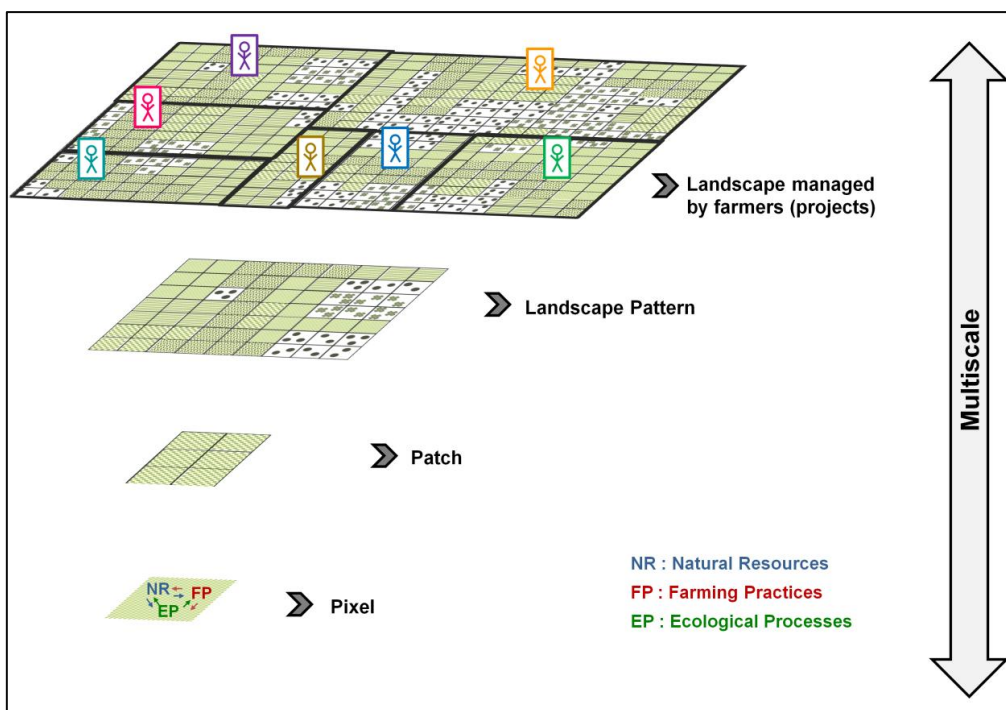 Landscape managed
by farmers (projects)
Landscape Pattern
Patch
NR FP
EP
Pixel
NR : Natural Resources
FP : Farming Practices
EP : Ecological Processes
Multiscale